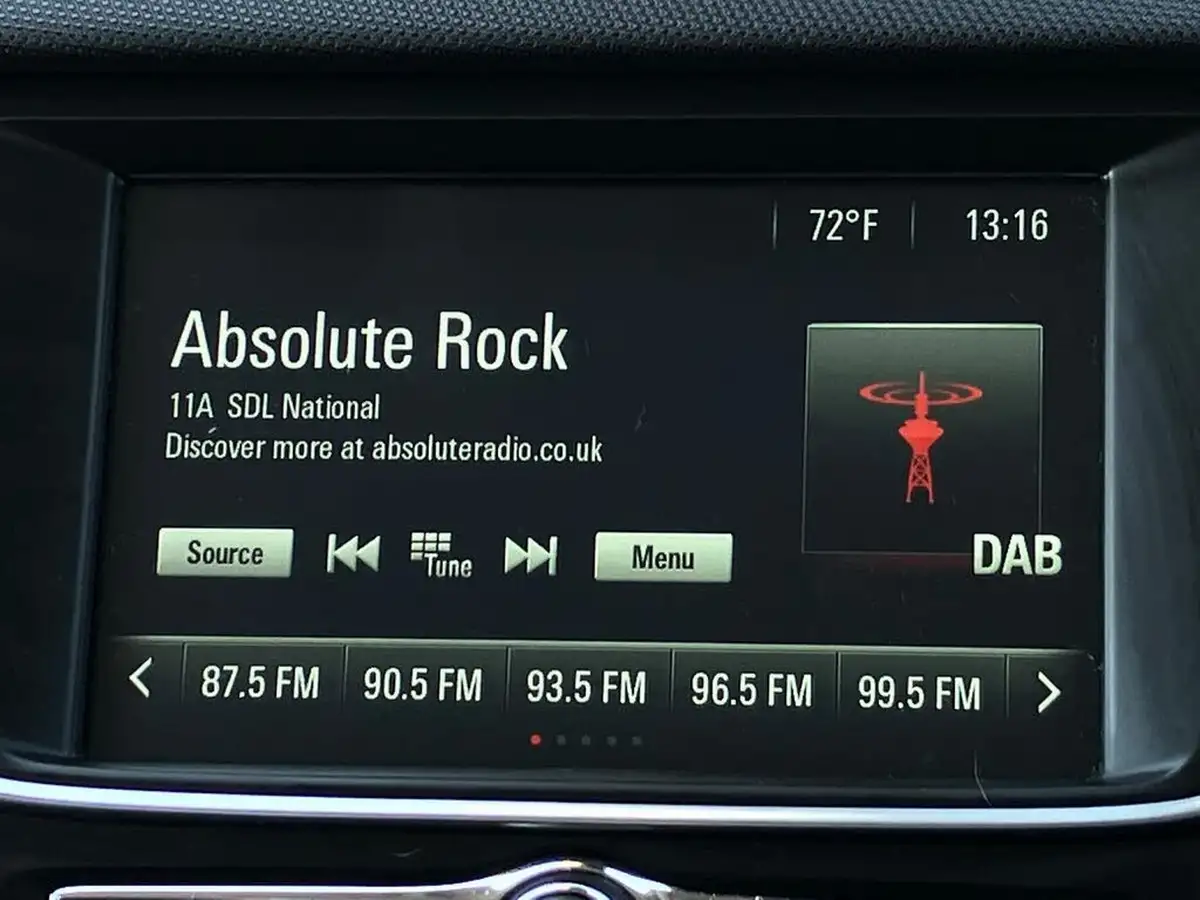 72°F 13:16
Absolute Rock
11A SDL National
Discover more at absoluteradio.co.uk
Source Tune Menu
DAB
87.5 FM 90.5 FM 93.5 FM 96.5 FM 99.5 FM